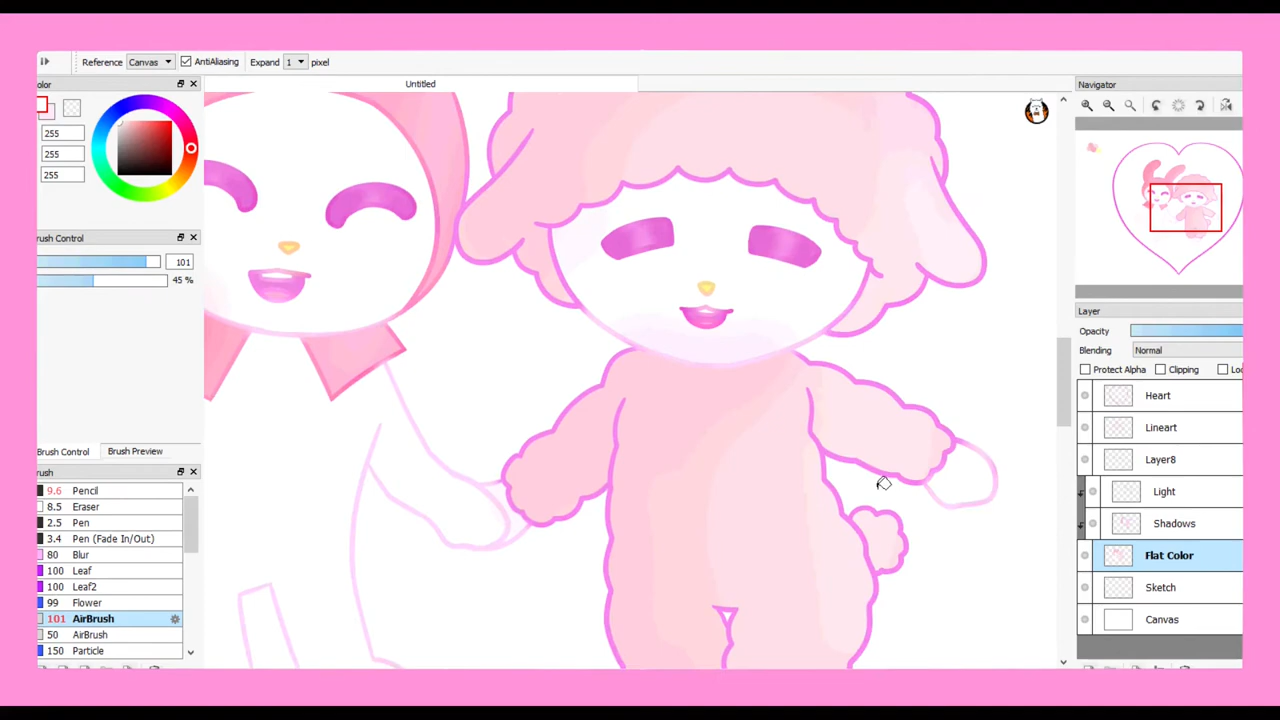 Reference Canvas AntiAliasing Expand 1 pixel
Untitled
olor
255
255
255
rush Control
101
45 %
Brush Control Brush Preview
rush
9.6 Pencil
8.5 Eraser
2.5 Pen
3.4 Pen (Fade In/Out)
80 Blur
100 Leaf
100 Leaf2
99 Flower
101 AirBrush
50 AirBrush
150 Particle
Navigator
Layer
Opacity
Blending Normal
Protect Alpha Clipping Loc
Heart
Lineart
Layer8
Light
Shadows
Flat Color
Sketch
Canvas